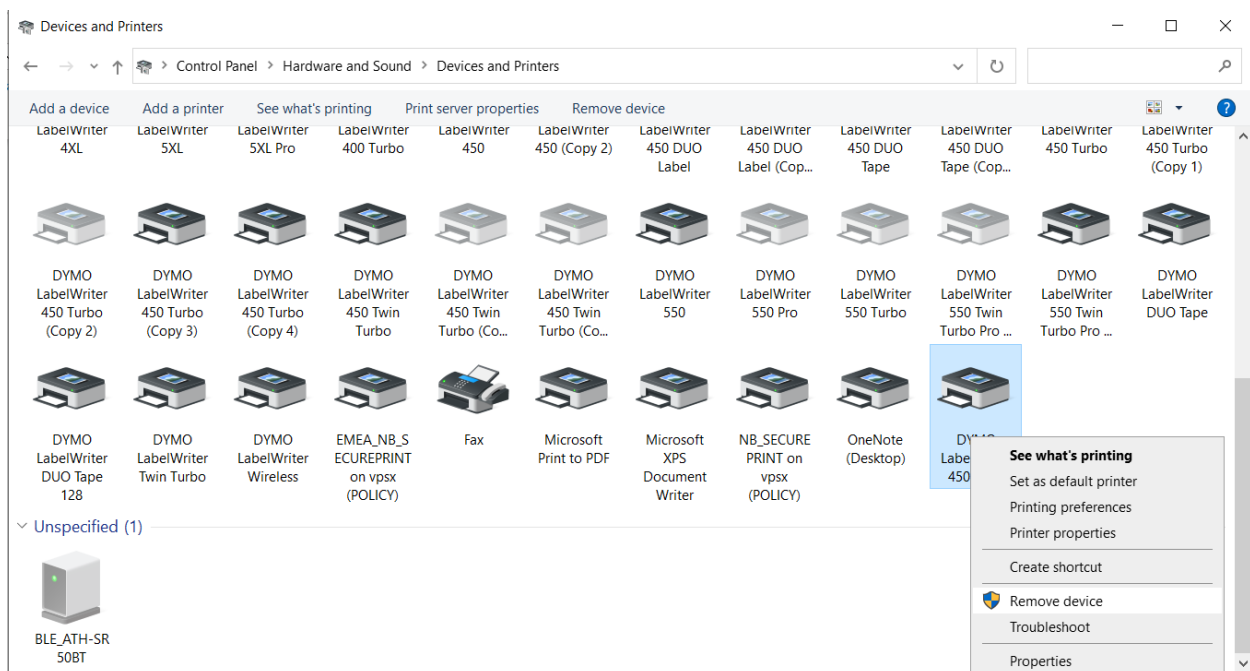 Devices and Printers
Control Panel > Hardware and Sound > Devices and Printers
Add a device Add a printer See what's printing Print server properties Remove device
LabelWriter LabelWriter LabelWriter LabelWriter LabelWriter LabelWriter LabelWriter LabelWriter LabelWriter LabelWriter LabelWriter LabelWriter
4XL 5XL 5XL Pro 400 Turbo 450 450 (Copy 2) 450 DUO 450 DUO 450 DUO 450 DUO 450 Turbo 450 Turbo
Label Label (Cop... Tape Tape (Cop... (Copy 1)
DYMO DYMO DYMO DYMO DYMO DYMO DYMO DYMO DYMO DYMO DYMO DYMO
LabelWriter LabelWriter LabelWriter LabelWriter LabelWriter LabelWriter LabelWriter LabelWriter LabelWriter LabelWriter LabelWriter LabelWriter
450 Turbo 450 Turbo 450 Turbo 450 Twin 450 Twin 450 Twin 550 550 Pro 550 Turbo 550 Twin 550 Twin DUO Tape
(Copy 2) (Copy 3) (Copy 4) Turbo Turbo (Co... Turbo (Co... Turbo Pro ... Turbo Pro ...
DYMO DYMO DYMO EMEA_NB_S Fax Microsoft Microsoft NB_SECURE OneNote
LabelWriter LabelWriter LabelWriter ECUREPRINT Print to PDF XPS PRINT on (Desktop) Labe
DUO Tape Twin Turbo Wireless on vpsx Document vpsx 450
128 (POLICY) Writer (POLICY)
See what's printing
Set as default printer
Printing preferences
Printer properties
Create shortcut
Remove device
Troubleshoot
Properties
Unspecified (1)
BLE_ATH-SR
50BT